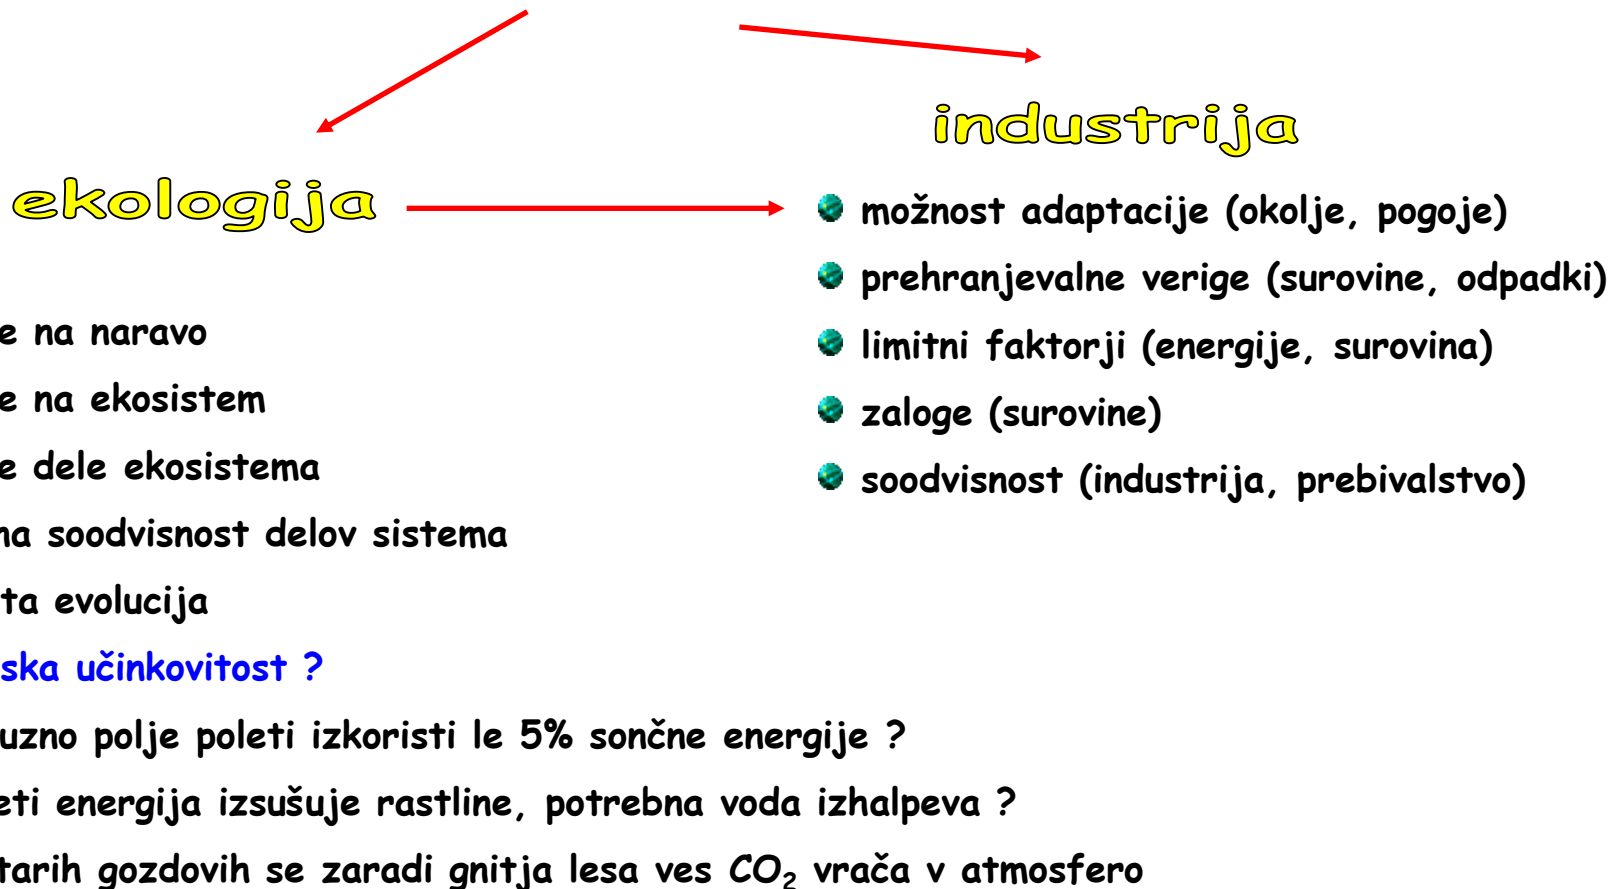 industrija
ekologija
možnost adaptacije (okolje, pogoje)
prehranjevalne verige (surovine, odpadki)
limitni faktorji (energije, surovina)
zaloge (surovine)
soodvisnost (industrija, prebivalstvo)
e na naravo
e na ekosistem
e dele ekosistema
na soodvisnost delov sistema
ta evolucija
ska učinkovitost ?
uzno polje poleti izkoristi le 5% sončne energije ?
eti energija izsušuje rastline, potrebna voda izhalpeva ?
tarih gozdovih se zaradi gnitja lesa ves CO₂ vrača v atmosfero